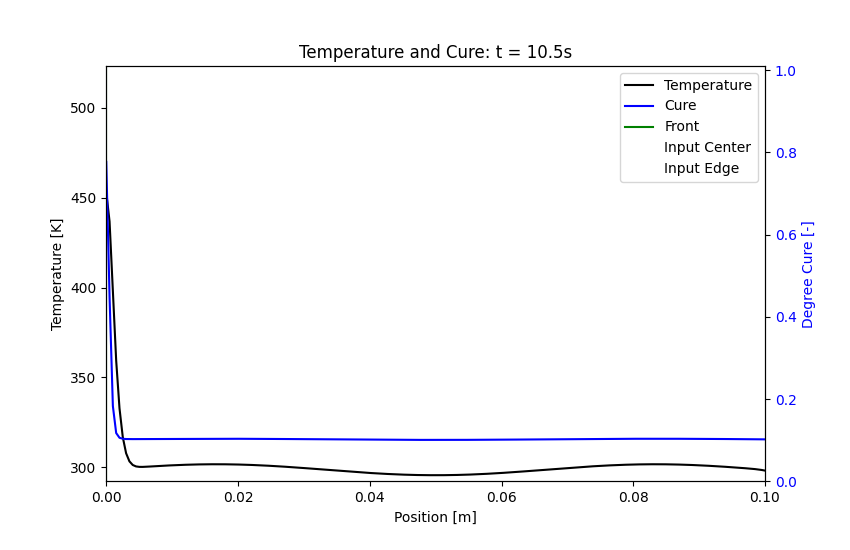 Temperature and Cure: t = 10.5s
Temperature
Cure
Front
Input Center
Input Edge
500
450
400
350
300
Temperature [K]
1.0
0.8
0.6
0.4
0.2
0.0
Degree Cure [-]
0.00 0.02 0.04 0.06 0.08 0.10
Position [m]